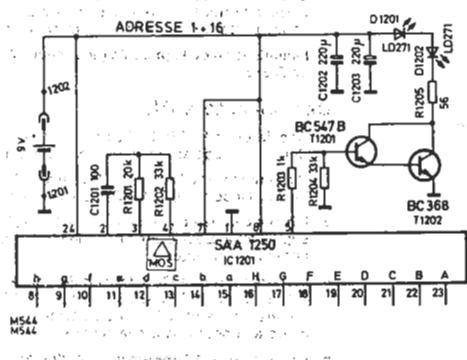 ADRESSE 1÷16
D1201
LD271
D1202
LD271
C1202 220µ
C1203 220µ
R1205 56
1202
9V
1201
BC547B
T1201
C1201 100
R1201 20k
R1202 33k
R1203 1k
R1204 33k
BC368
T1202
24 2 3 4 7 1 6 5
MOS
SAA 1250
IC1201
h g f e d c b a H G F E D C B A
8 9 10 11 12 13 14 15 16 17 18 19 20 21 22 23
M544
M544